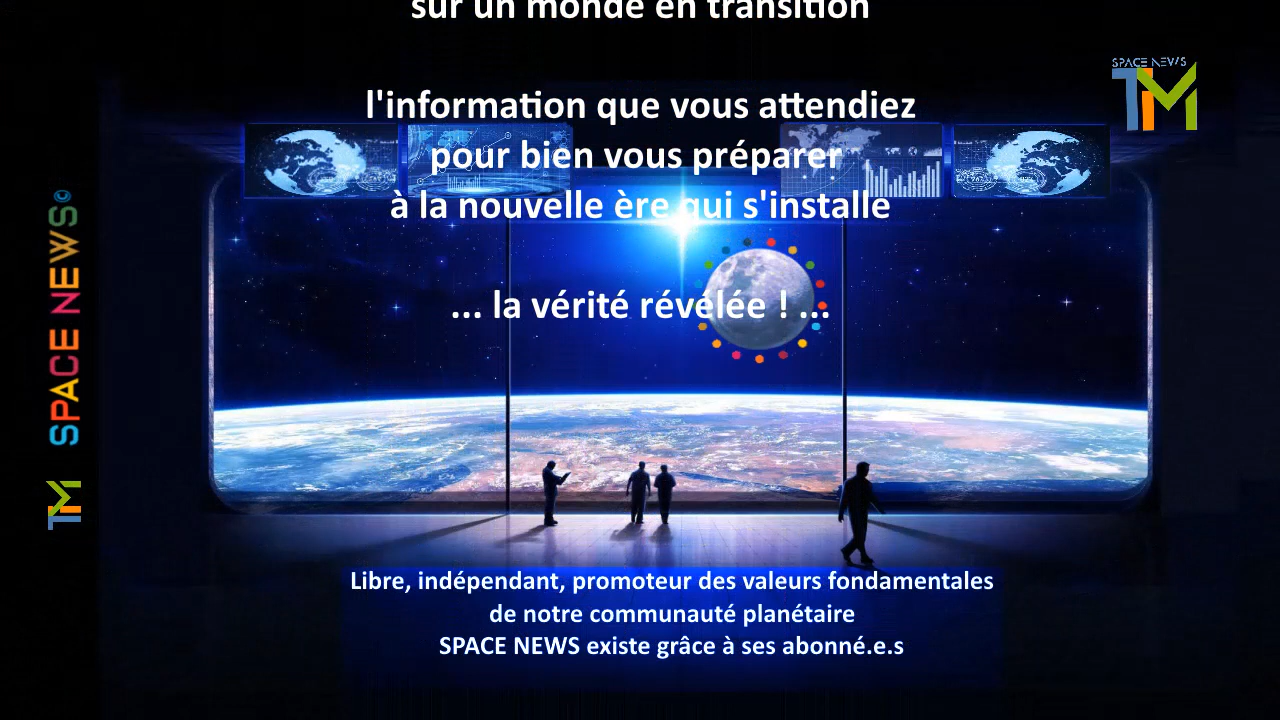 sur un monde en transition
SPACE NEWS
TM
l'information que vous attendiez
pour bien vous préparer
à la nouvelle ère qui s'installe
... la vérité révélée ! ...
SPACE NEWS©
TM
Libre, indépendant, promoteur des valeurs fondamentales
de notre communauté planétaire
SPACE NEWS existe grâce à ses abonné.e.s